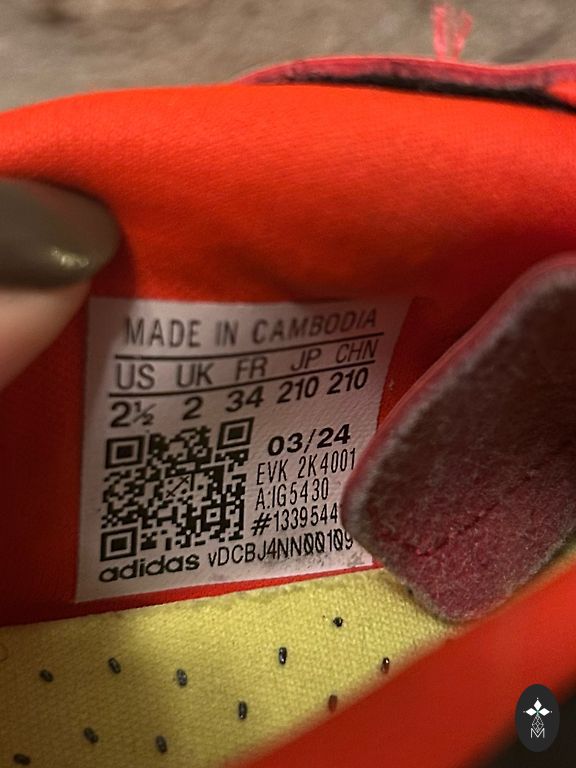 MADE IN CAMBODIA
US UK FR JP CHN
2½ 2 34 210 210
03/24
EVK 2K4001
A:IG5430
#1339544
adidas vDCBJ4NN00109
M